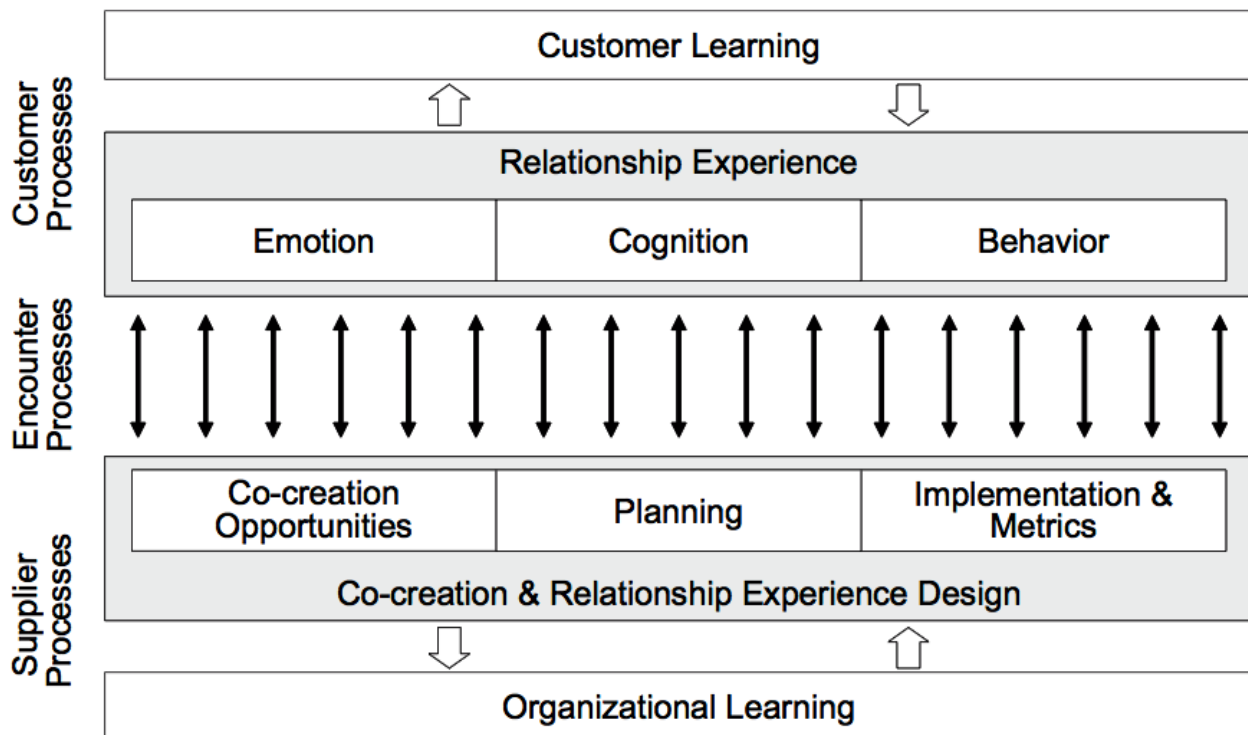 Customer Learning
Customer
Processes
Relationship Experience
Emotion
Cognition
Behavior
Encounter
Processes
Co-creation
Opportunities
Planning
Implementation &
Metrics
Co-creation & Relationship Experience Design
Supplier
Processes
Organizational Learning